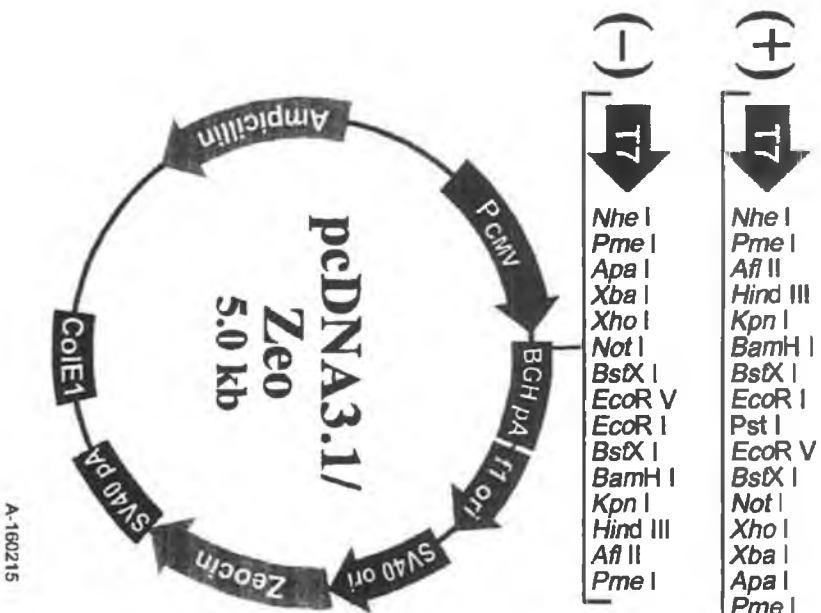 (–)
T7
Nhe I
Pme I
Apa I
Xba I
Xho I
Not I
BstX I
EcoR V
EcoR I
BstX I
BamH I
Kpn I
Hind III
Afl II
Pme I
(+)
T7
Nhe I
Pme I
Afl II
Hind III
Kpn I
BamH I
BstX I
EcoR I
Pst I
EcoR V
BstX I
Not I
Xho I
Xba I
Apa I
Pme I
P CMV
BGH pA
f1 ori
SV40 ori
Zeocin
SV40 pA
ColE1
Ampicillin
pcDNA3.1/
Zeo
5.0 kb
A-160215